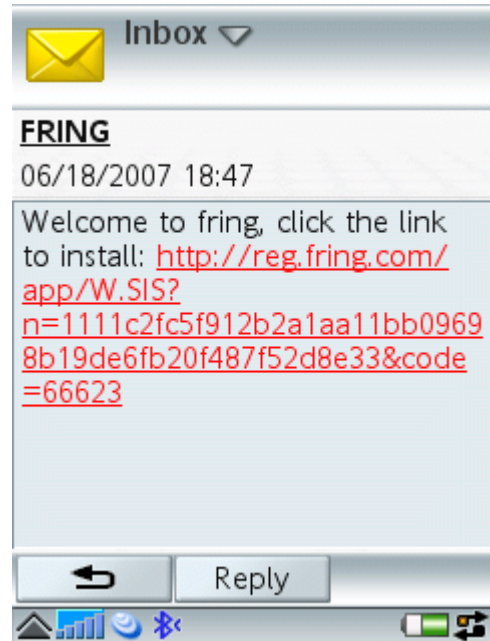 Inbox
FRING
06/18/2007 18:47
Welcome to fring, click the link
to install: http://reg.fring.com/
app/W.SIS?
n=1111c2fc5f912b2a1aa11bb0969
8b19de6fb20f487f52d8e33&code
=66623
Reply